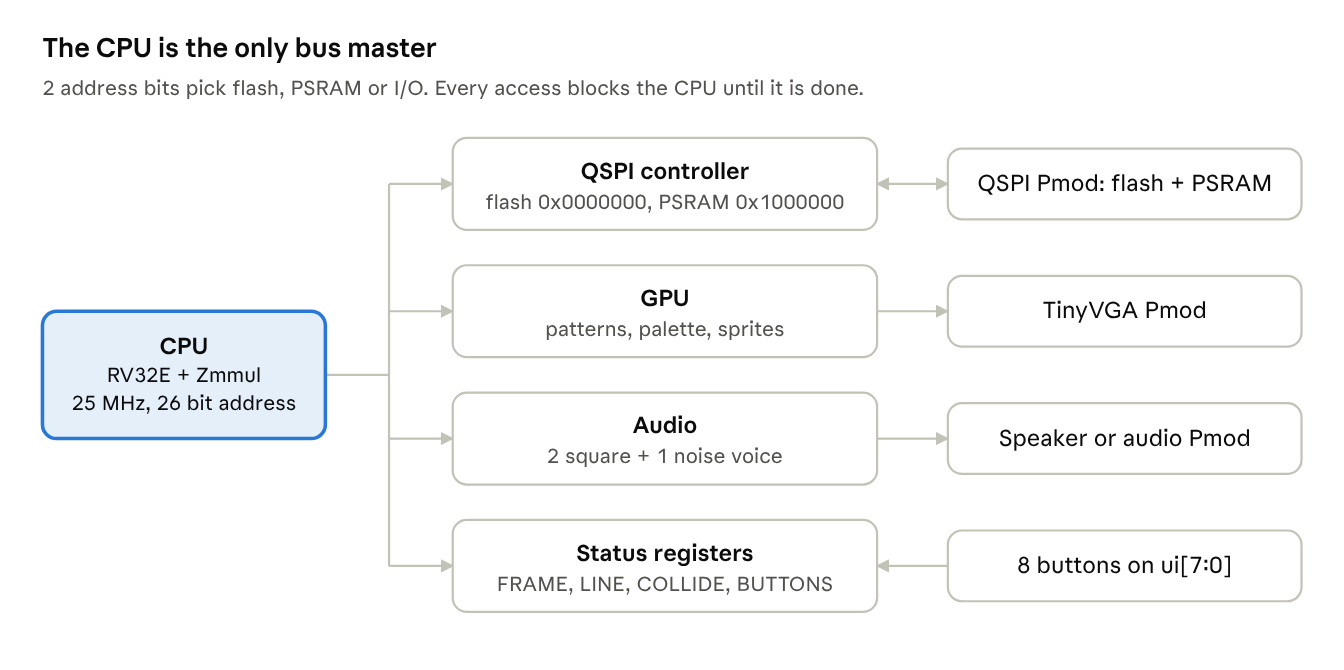 The CPU is the only bus master
2 address bits pick flash, PSRAM or I/O. Every access blocks the CPU until it is done.
QSPI controller
flash 0x0000000, PSRAM 0x1000000
QSPI Pmod: flash + PSRAM
GPU
patterns, palette, sprites
TinyVGA Pmod
CPU
RV32E + Zmmul
25 MHz, 26 bit address
Audio
2 square + 1 noise voice
Speaker or audio Pmod
Status registers
FRAME, LINE, COLLIDE, BUTTONS
8 buttons on ui[7:0]